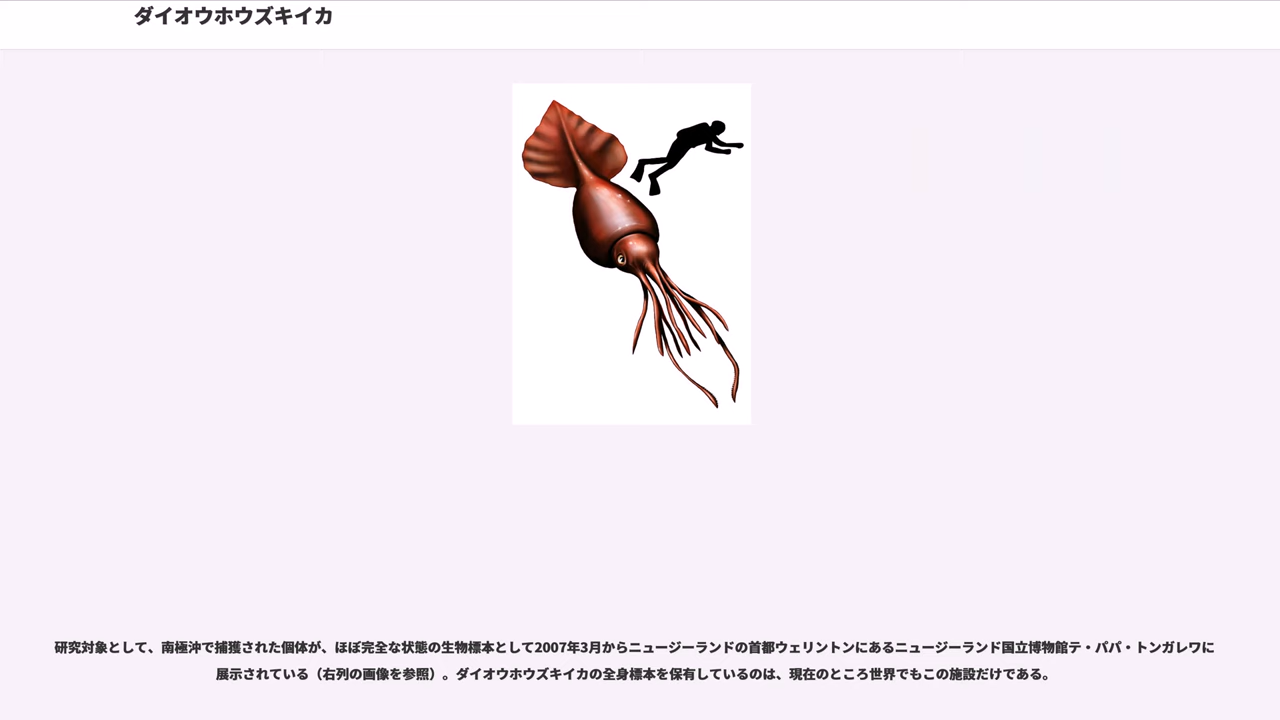 ダイオウホウズキイカ
研究対象として、南極沖で捕獲された個体が、ほぼ完全な状態の生物標本として2007年3月からニュージーランドの首都ウェリントンにあるニュージーランド国立博物館テ・パパ・トンガレワに
展示されている（右列の画像を参照）。ダイオウホウズキイカの全身標本を保有しているのは、現在のところ世界でもこの施設だけである。